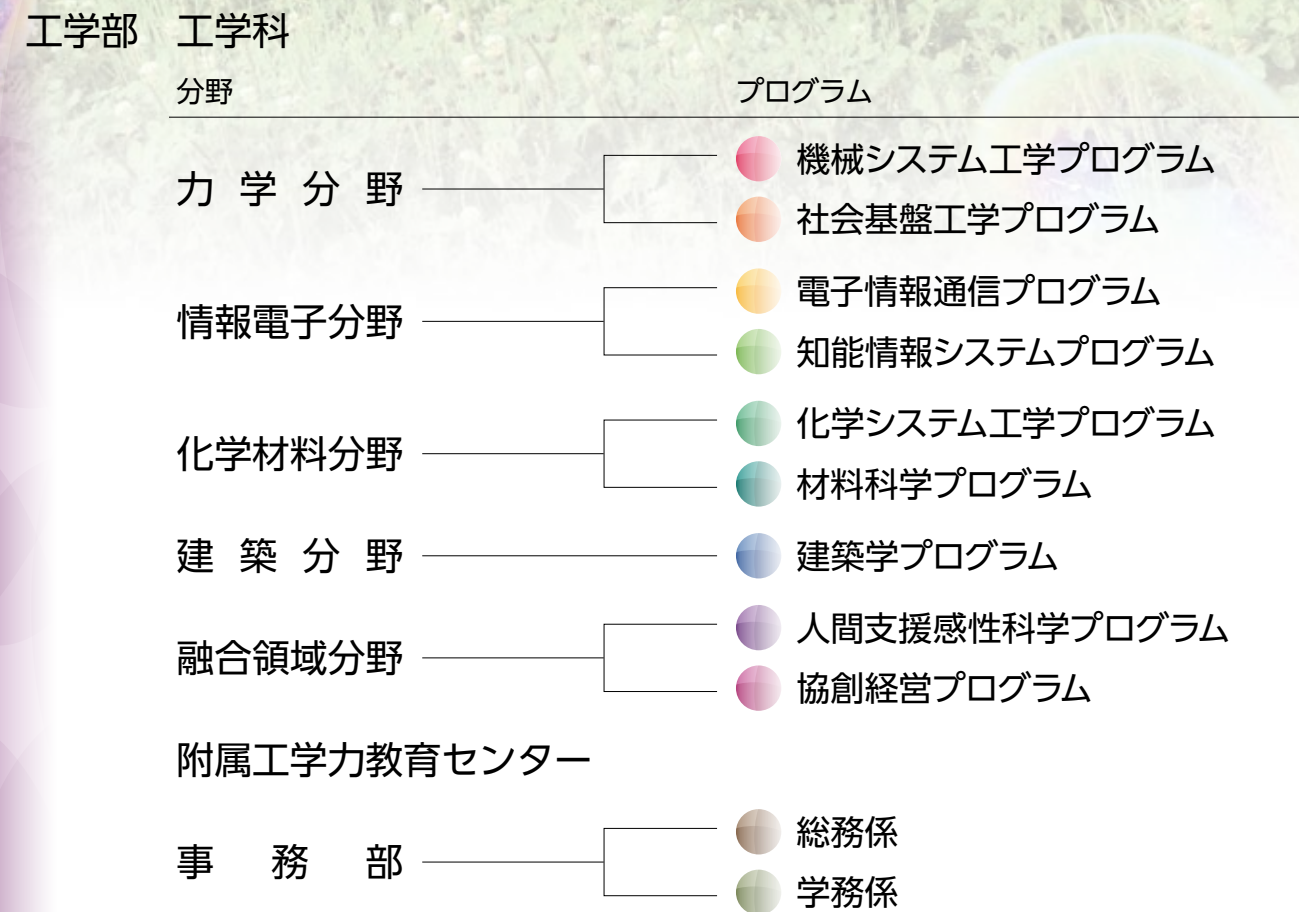 工学部 工学科
分野 プログラム
力学分野
機械システム工学プログラム
社会基盤工学プログラム
情報電子分野
電子情報通信プログラム
知能情報システムプログラム
化学材料分野
化学システム工学プログラム
材料科学プログラム
建築分野
建築学プログラム
融合領域分野
人間支援感性科学プログラム
協創経営プログラム
附属工学力教育センター
事務部
総務係
学務係